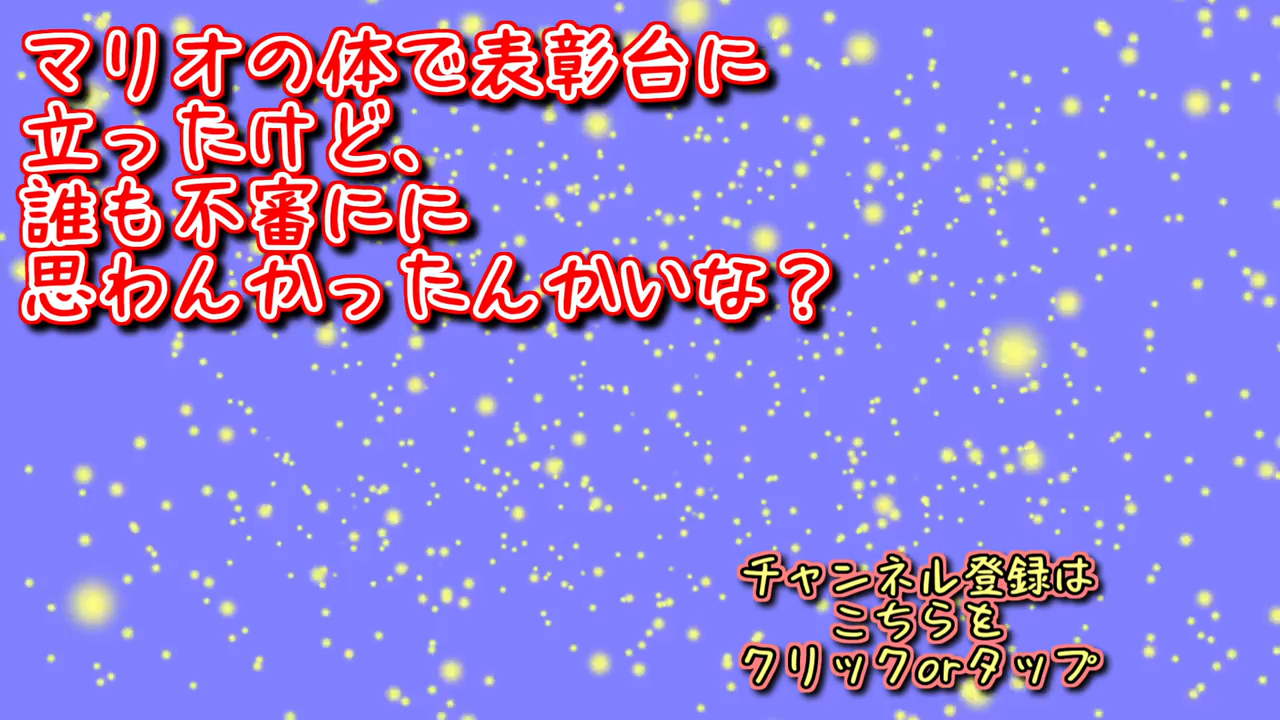 マリオの体で表彰台に
立ったけど、
誰も不審にに
思わんかったんかいな？
チャンネル登録は
こちらを
クリックorタップ